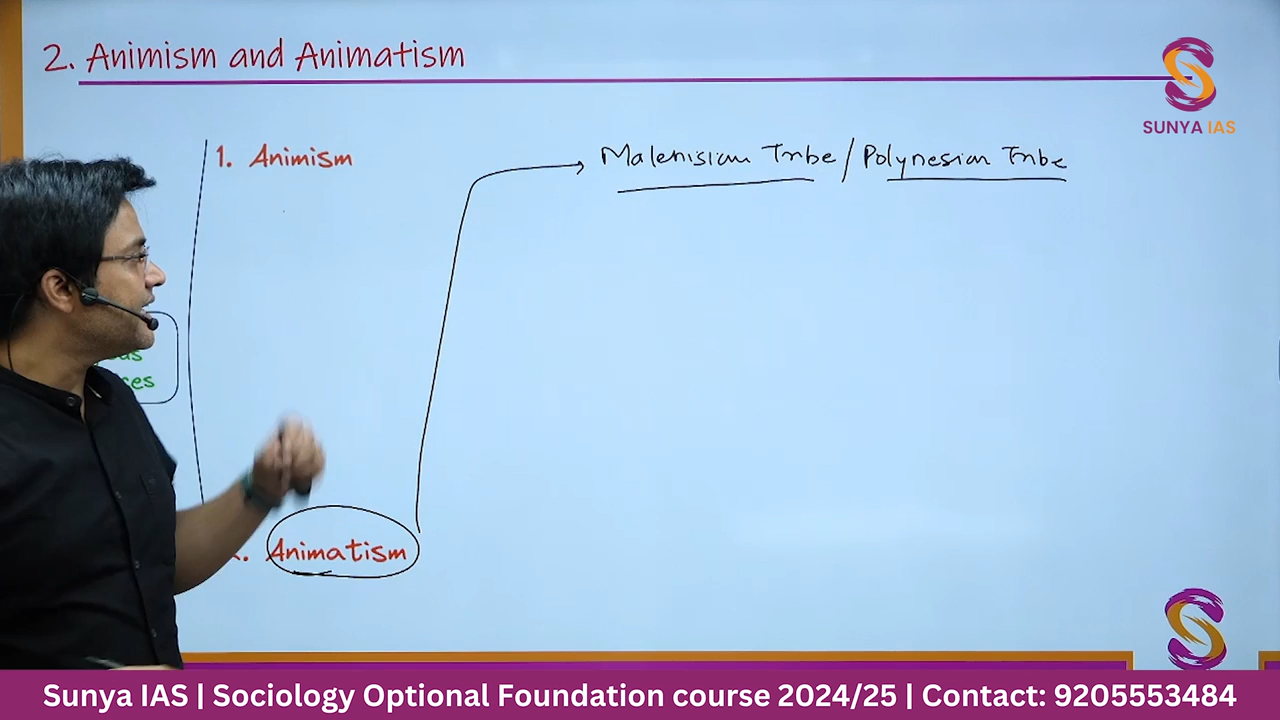 2. Animism and Animatism
SUNYA IAS
1. Animism
Malenisian Tribe / Polynesian Tribe
ces
Animatism
Sunya IAS | Sociology Optional Foundation course 2024/25 | Contact: 9205553484